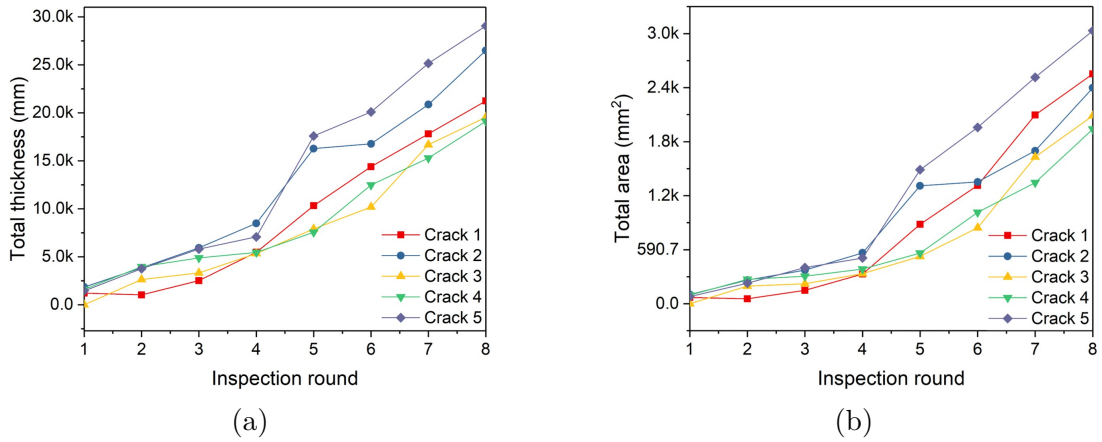 30.0k
25.0k
20.0k
15.0k
10.0k
5.0k
0.0
Total thickness (mm)
Crack 1
Crack 2
Crack 3
Crack 4
Crack 5
1 2 3 4 5 6 7 8
Inspection round
(a)
3.0k
2.4k
1.8k
1.2k
590.7
0.0
Total area (mm²)
Crack 1
Crack 2
Crack 3
Crack 4
Crack 5
1 2 3 4 5 6 7 8
Inspection round
(b)